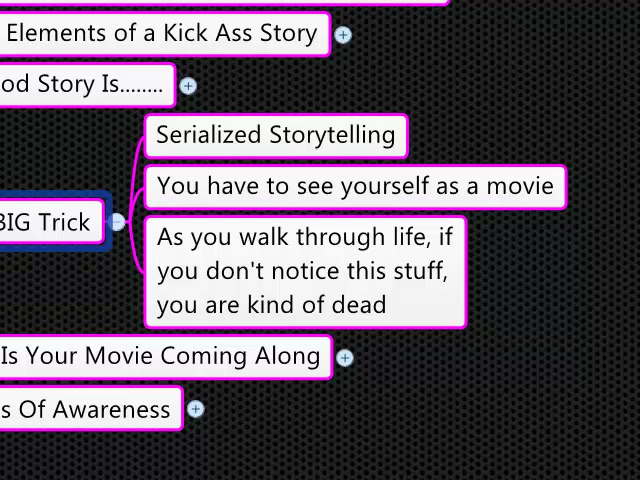 Elements of a Kick Ass Story
od Story Is........
Serialized Storytelling
You have to see yourself as a movie
BIG Trick
As you walk through life, if
you don't notice this stuff,
you are kind of dead
Is Your Movie Coming Along
s Of Awareness